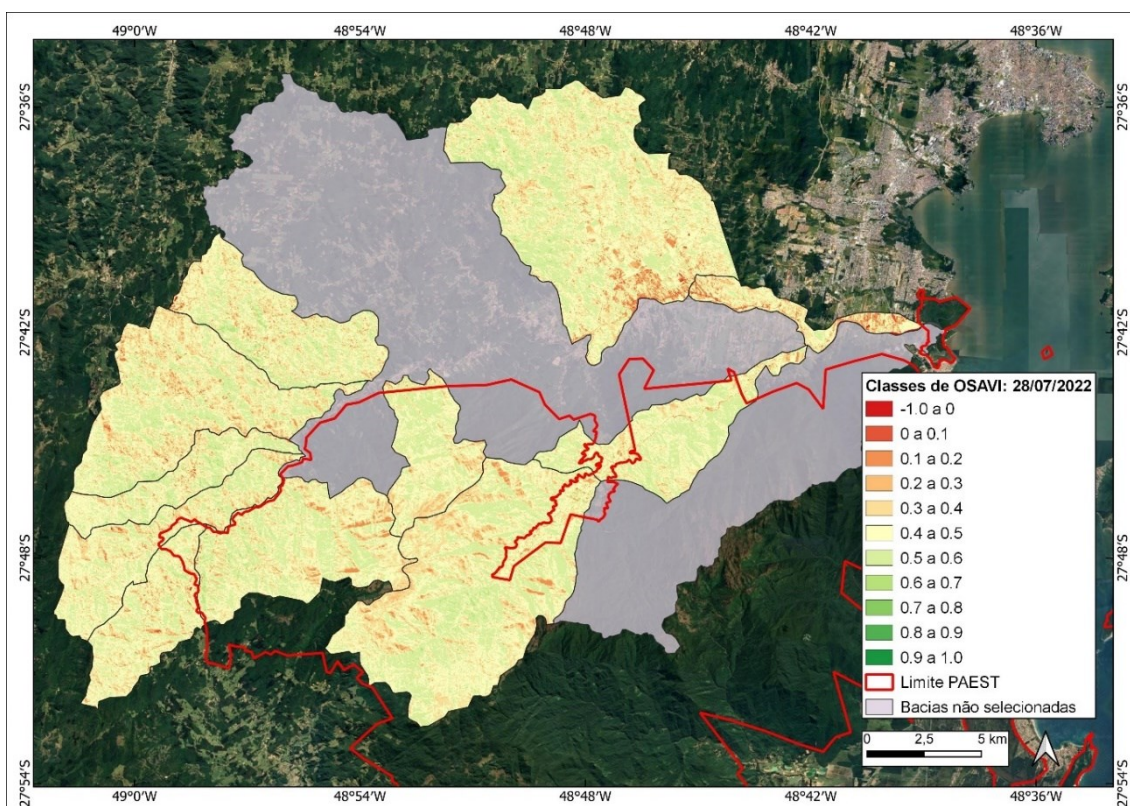 49°0'W 48°54'W 48°48'W 48°42'W 48°36'W
27°36'S 27°36'S
27°42'S 27°42'S
Classes de OSAVI: 28/07/2022
-1.0 a 0
0 a 0.1
0.1 a 0.2
0.2 a 0.3
0.3 a 0.4
0.4 a 0.5
0.5 a 0.6
0.6 a 0.7
0.7 a 0.8
0.8 a 0.9
0.9 a 1.0
Limite PAEST
Bacias não selecionadas
27°48'S 27°48'S
0 2,5 5 km
27°54'S 27°54'S
49°0'W 48°54'W 48°48'W 48°42'W 48°36'W